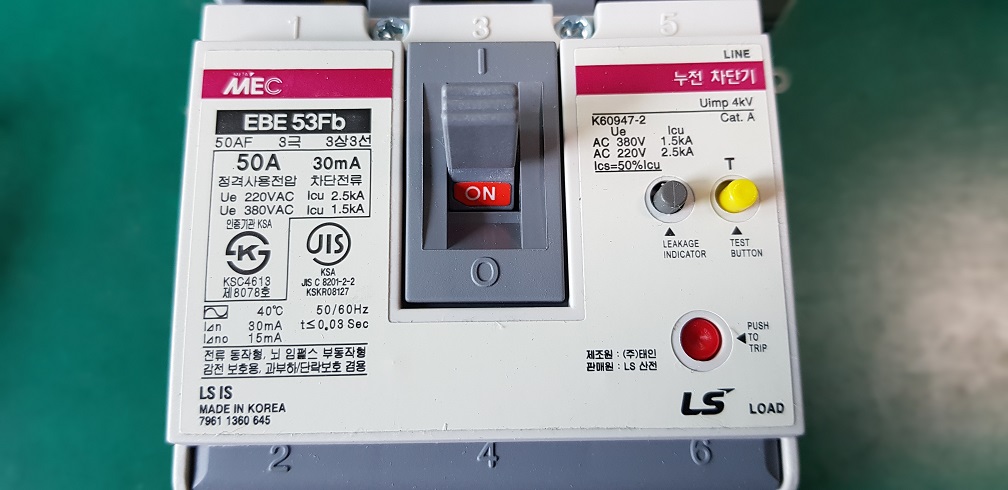 1 3 5
MEC
EBE 53Fb
50AF 3극 3상3선
50A 30mA
정격사용전압 차단전류
Ue 220VAC Icu 2.5kA
Ue 380VAC Icu 1.5kA
인증기관 KSA
KSC4613
제8078호
JIS
KSA
JIS C 8201-2-2
KSKR08127
40℃ 50/60Hz
I⊿n 30mA t≤0.03 Sec
I⊿no 15mA
전류 동작형, 뇌 임펄스 부동작형
감전 보호용, 과부하/단락보호 겸용
LS IS
MADE IN KOREA
7961 1360 645
I
ON
O
LINE
누전 차단기
Uimp 4kV
K60947-2 Cat. A
Ue Icu
AC 380V 1.5kA
AC 220V 2.5kA
Ics=50%Icu
T
LEAKAGE
INDICATOR
TEST
BUTTON
PUSH
TO
TRIP
제조원 : (주)태인
판매원 : LS 산전
LS
LOAD
2 4 6